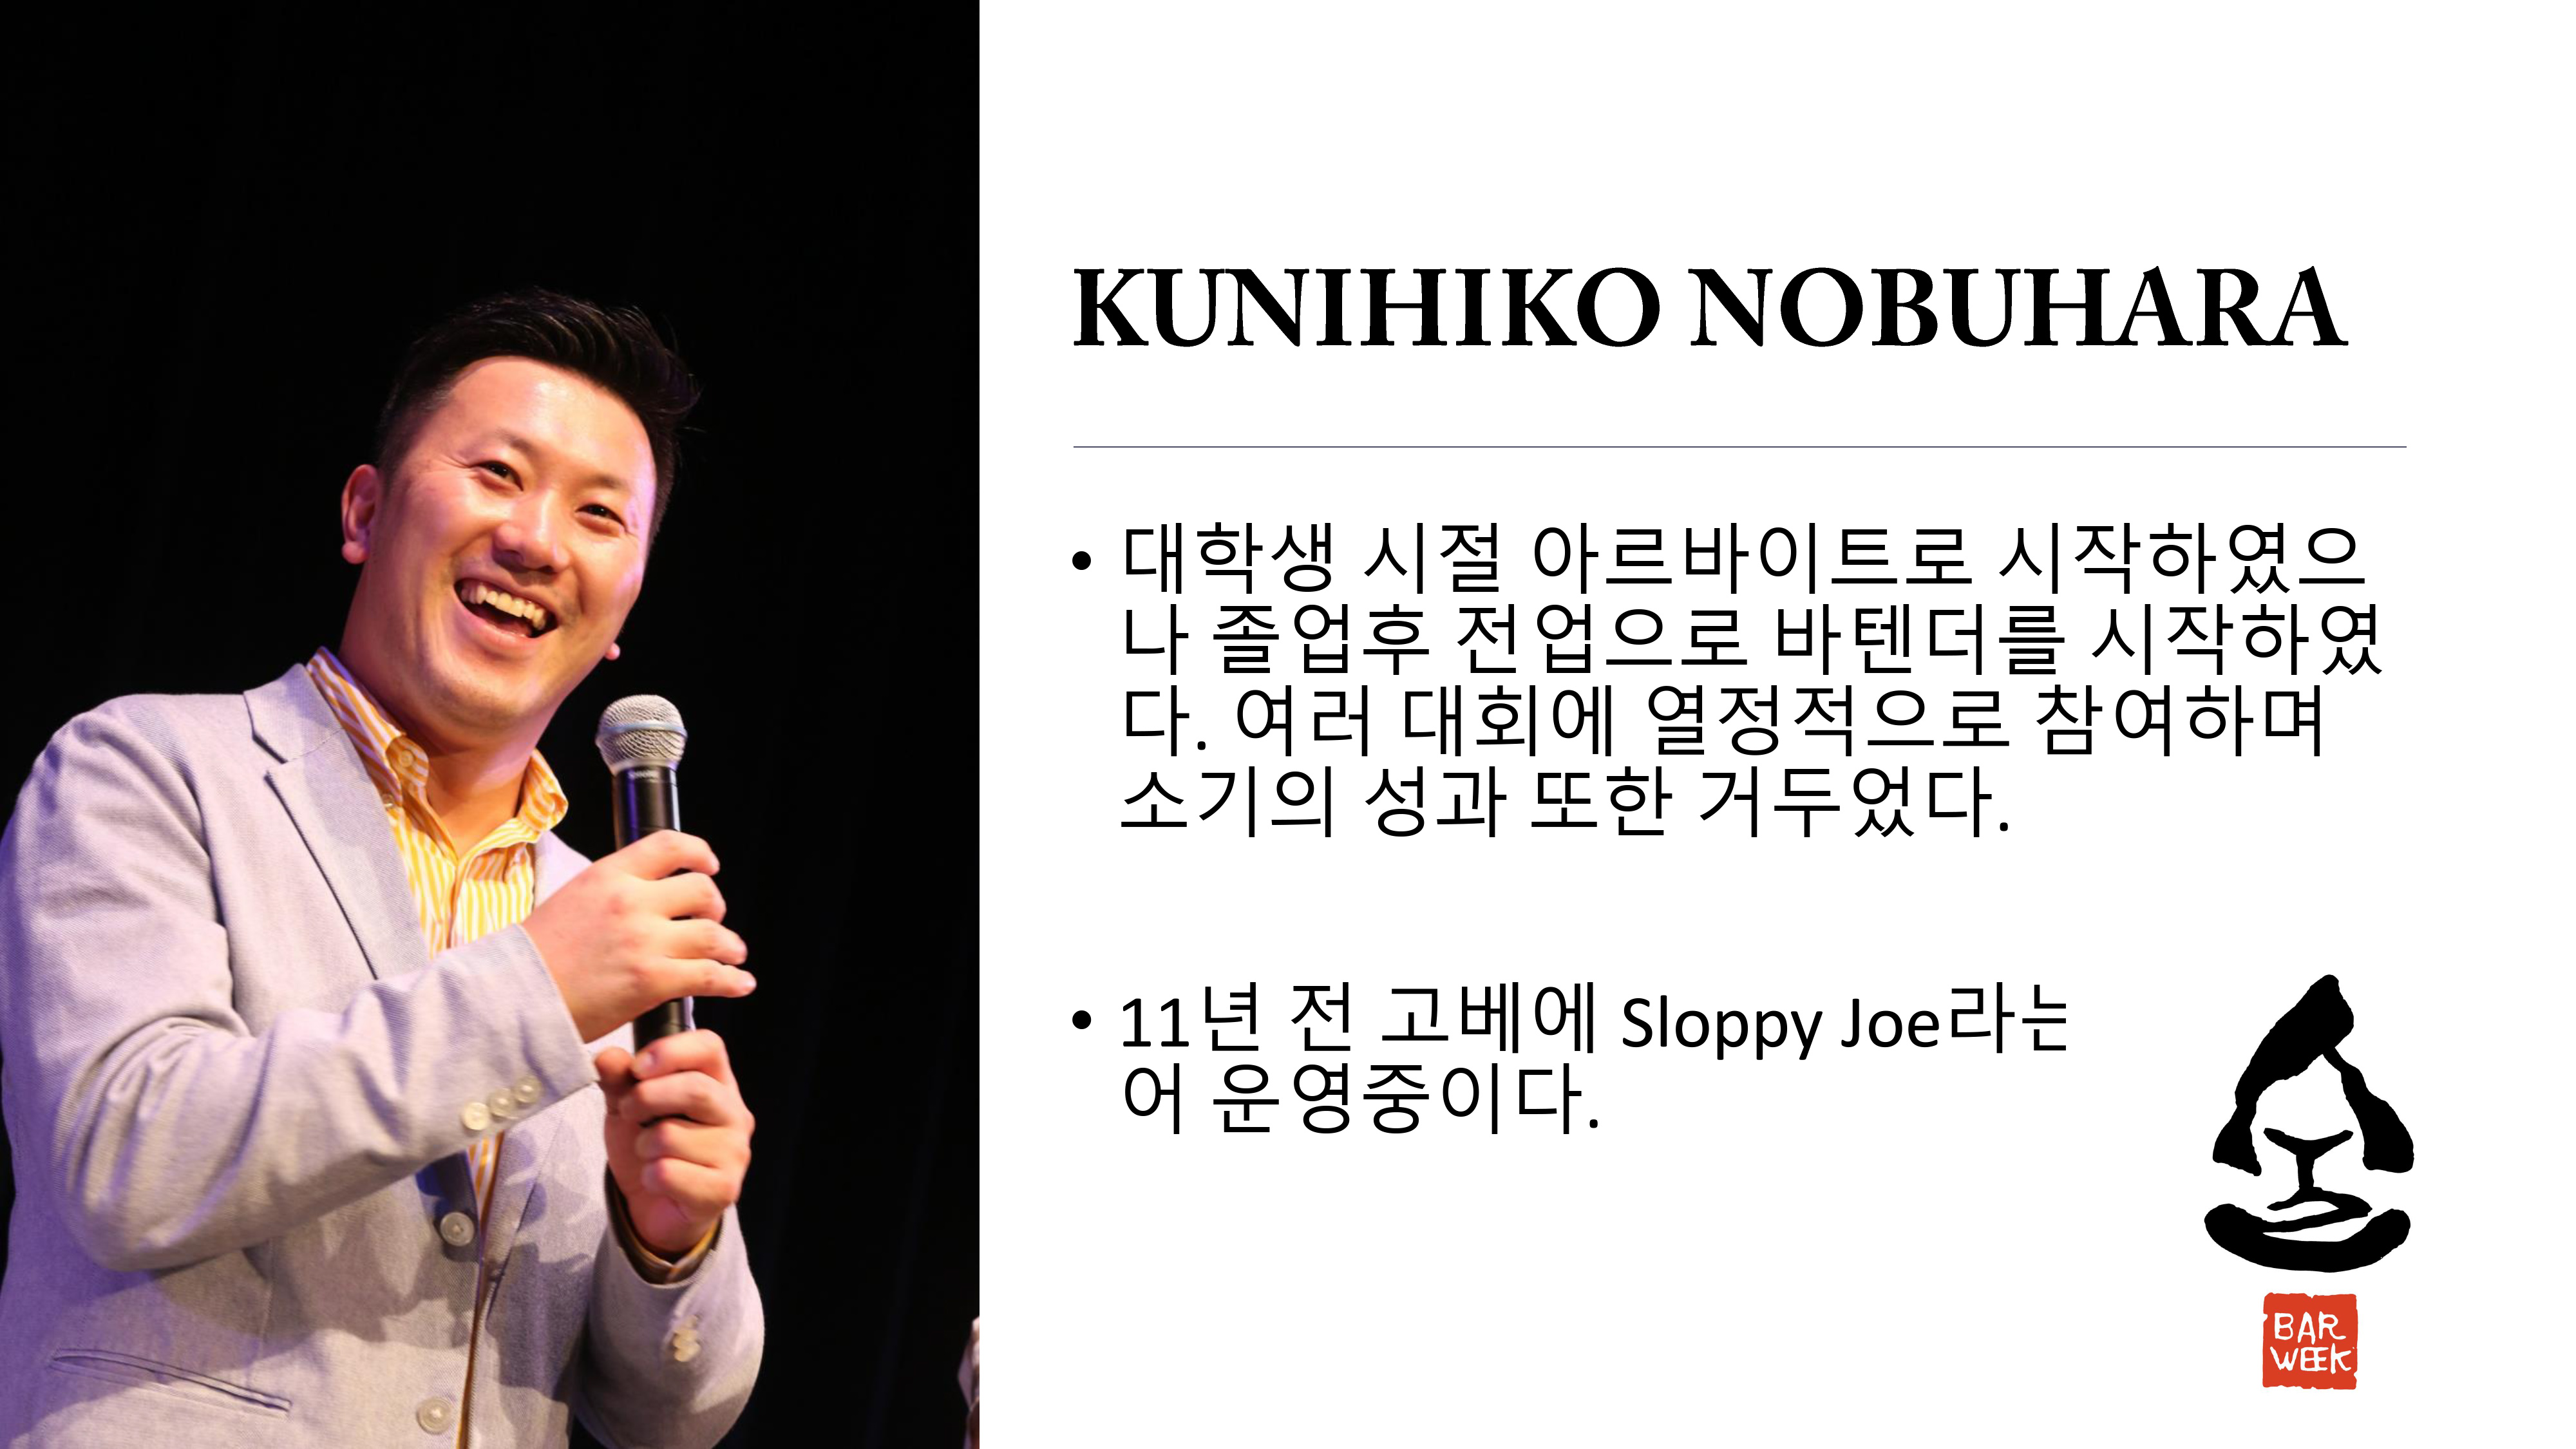 KUNIHIKO NOBUHARA
• 대학생 시절 아르바이트로 시작하였으
나 졸업후 전업으로 바텐더를 시작하였
다. 여러 대회에 열정적으로 참여하며
소기의 성과 또한 거두었다.
• 11년 전 고베에 Sloppy Joe라는
어 운영중이다.
BAR
WEEK